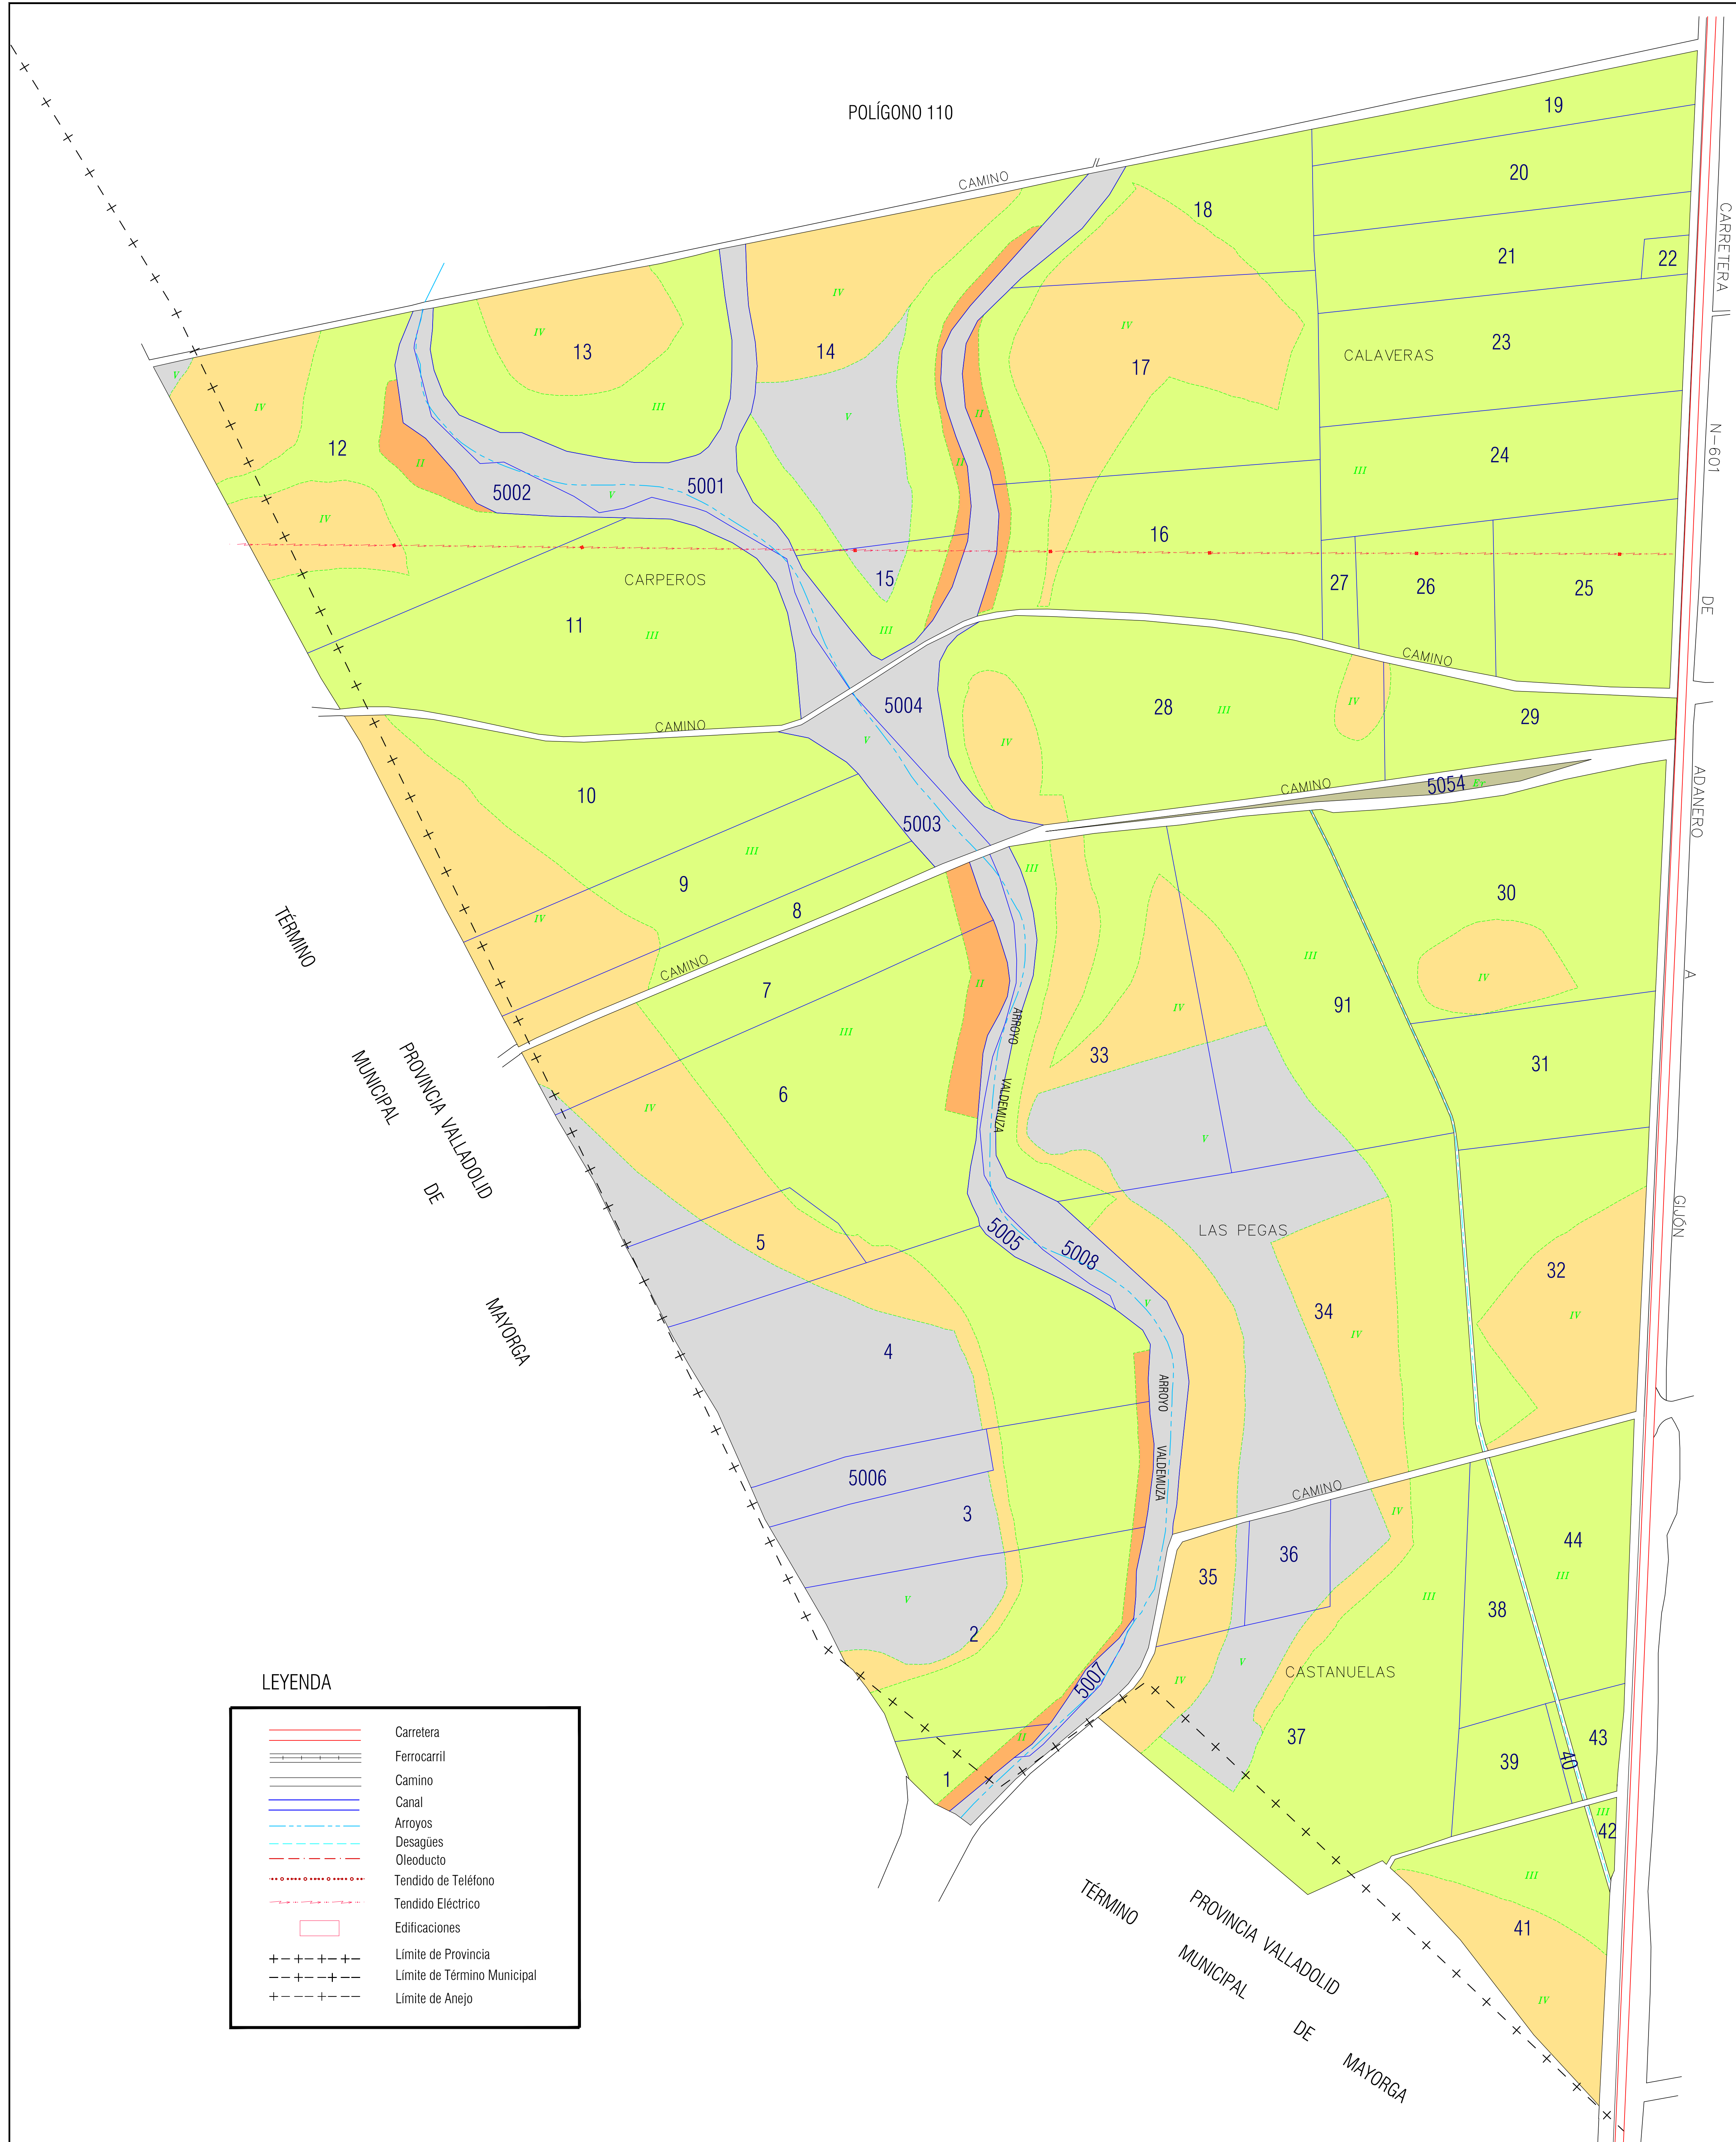 POLÍGONO 110
CAMINO
19
20
18
21
22
CARRETERA
IV
IV
13
14
IV
17
23
CALAVERAS
V
IV
III
V
II
12
II
II
24
N-601
III
5002
V
5001
IV
16
CARPEROS
15
27
26
25
DE
11
III
III
CAMINO
CAMINO
5004
28
III
IV
29
V
IV
10
CAMINO
5054
Ex
ADANERO
5003
III
III
9
30
8
IV
TÉRMINO
III
CAMINO
7
II
IV
91
IV
A
III
ARROYO
33
31
MUNICIPAL
PROVINCIA VALLADOLID
6
IV
VALDEMUZA
V
DE
5
5005
5008
LAS PEGAS
GIJÓN
32
V
34
IV
MAYORGA
4
IV
ARROYO
5006
VALDEMUZA
CAMINO
3
IV
44
36
35
III
V
III
38
2
5007
V
CASTANUELAS
IV
LEYENDA
II
37
43
39
40
1
III
42
Carretera
Ferrocarril
Camino
Canal
Arroyos
Desagües
Oleoducto
Tendido de Teléfono
Tendido Eléctrico
Edificaciones
Límite de Provincia
Límite de Término Municipal
Límite de Anejo
III
TÉRMINO
PROVINCIA VALLADOLID
41
MUNICIPAL
IV
DE
MAYORGA